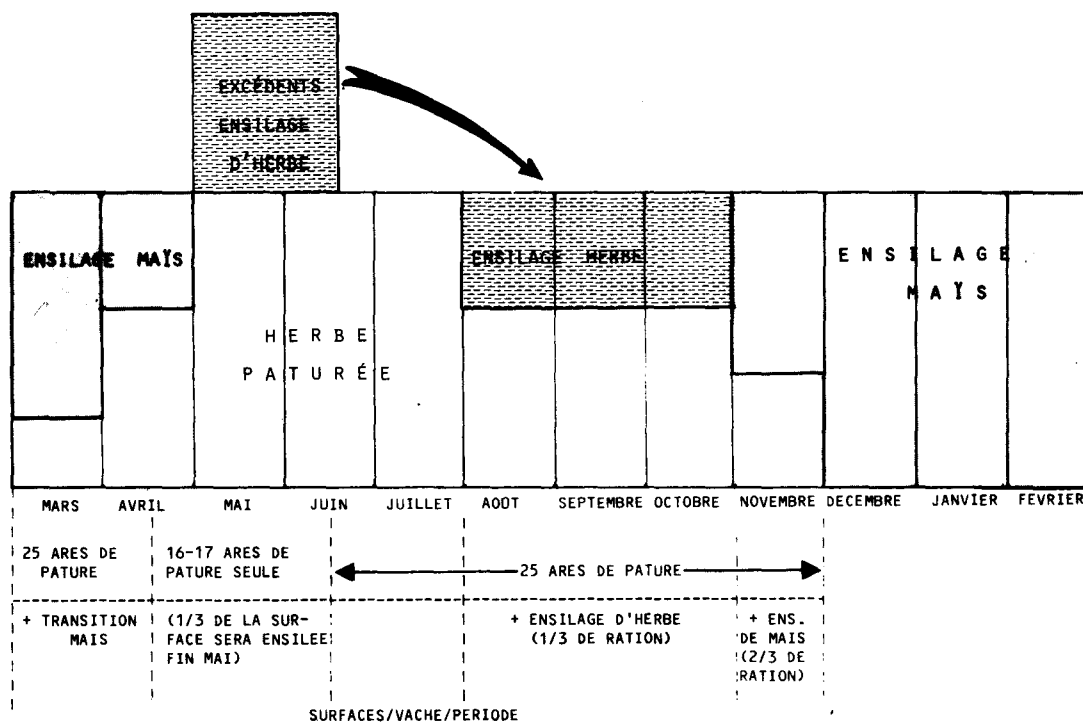 EXCÉDENTS
ENSILAGE
D'HERBE
ENSILAGE MAÏS
ENSILAGE HERBE
ENSILAGE
MAÏS
HERBE
PATURÉE
MARS AVRIL MAI JUIN JUILLET AOOT SEPTEMBRE OCTOBRE NOVEMBRE DECEMBRE JANVIER FEVRIER
25 ARES DE
PATURE
16-17 ARES DE
PATURE SEULE
25 ARES DE PATURE
+ TRANSITION
MAIS
(1/3 DE LA SUR-
FACE SERA ENSILEE
FIN MAI)
+ ENSILAGE D'HERBE
(1/3 DE RATION)
+ ENS.
DE MAIS
(2/3 DE
RATION)
SURFACES/VACHE/PERIODE